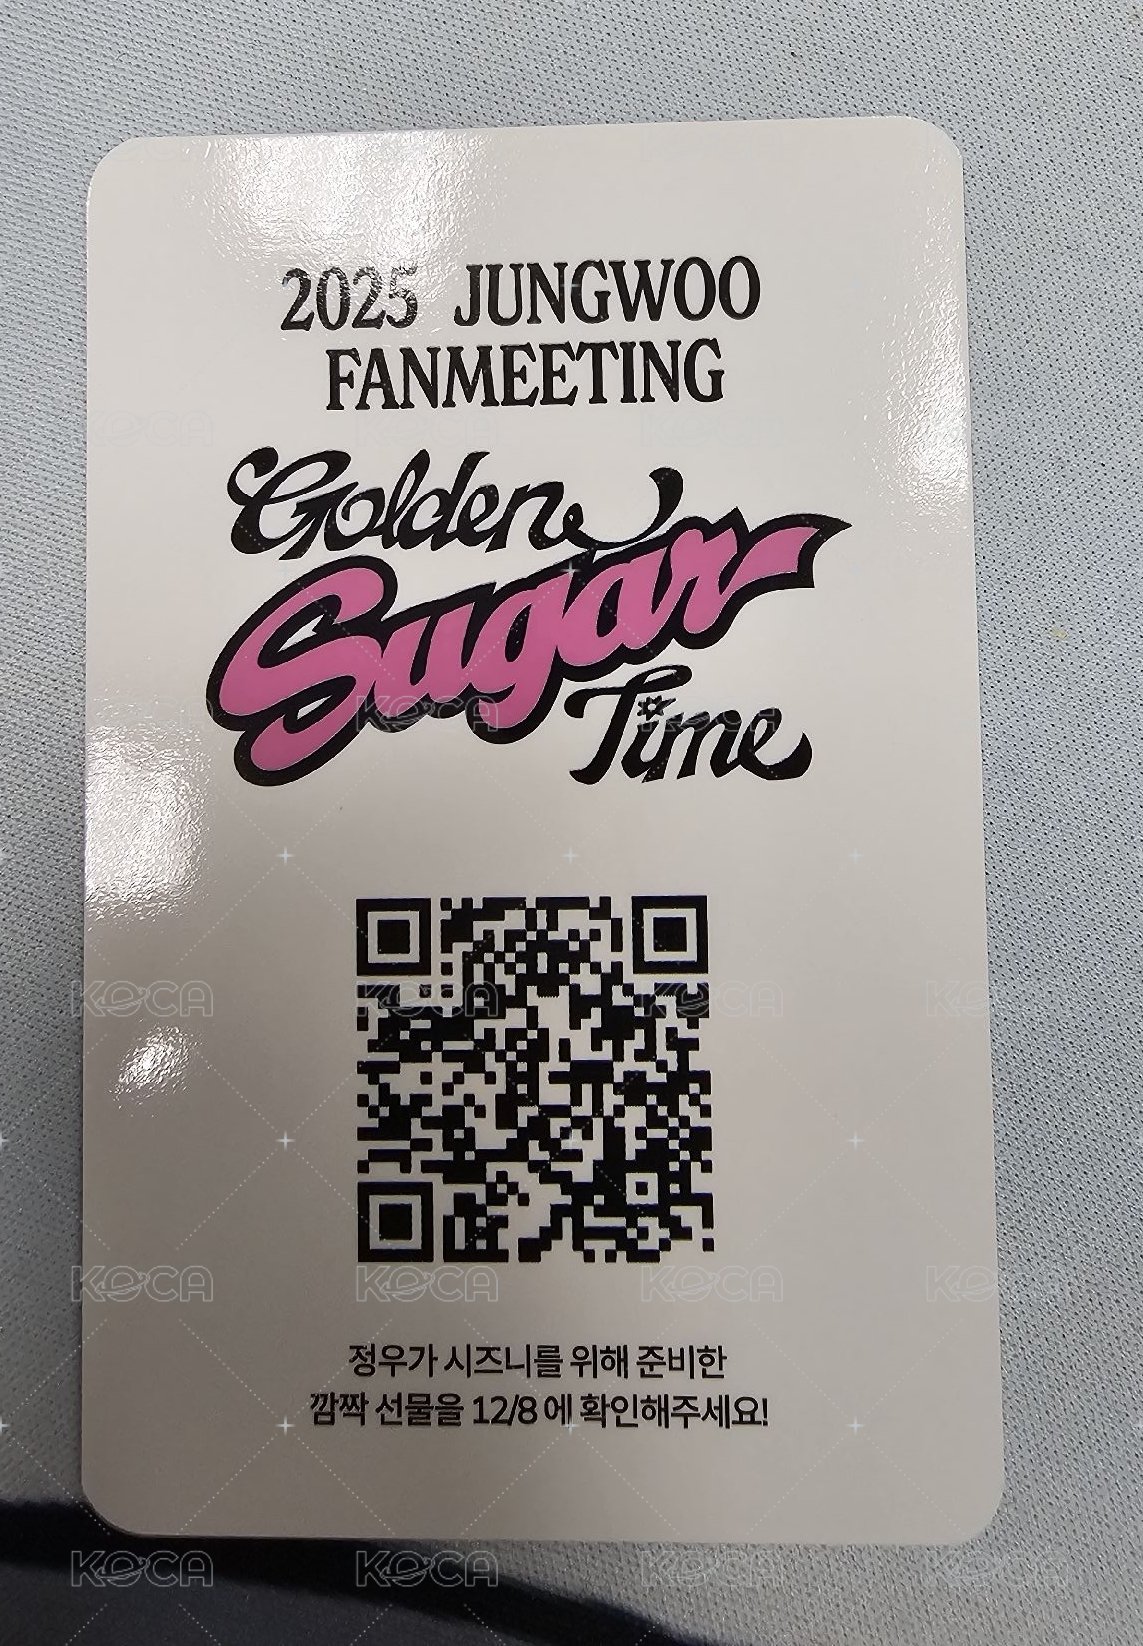 2025 JUNGWOO
FANMEETING
Golden
Sugar
Time
정우가 시즈니를 위해 준비한
깜짝 선물을 12/8 에 확인해주세요!
KOCA